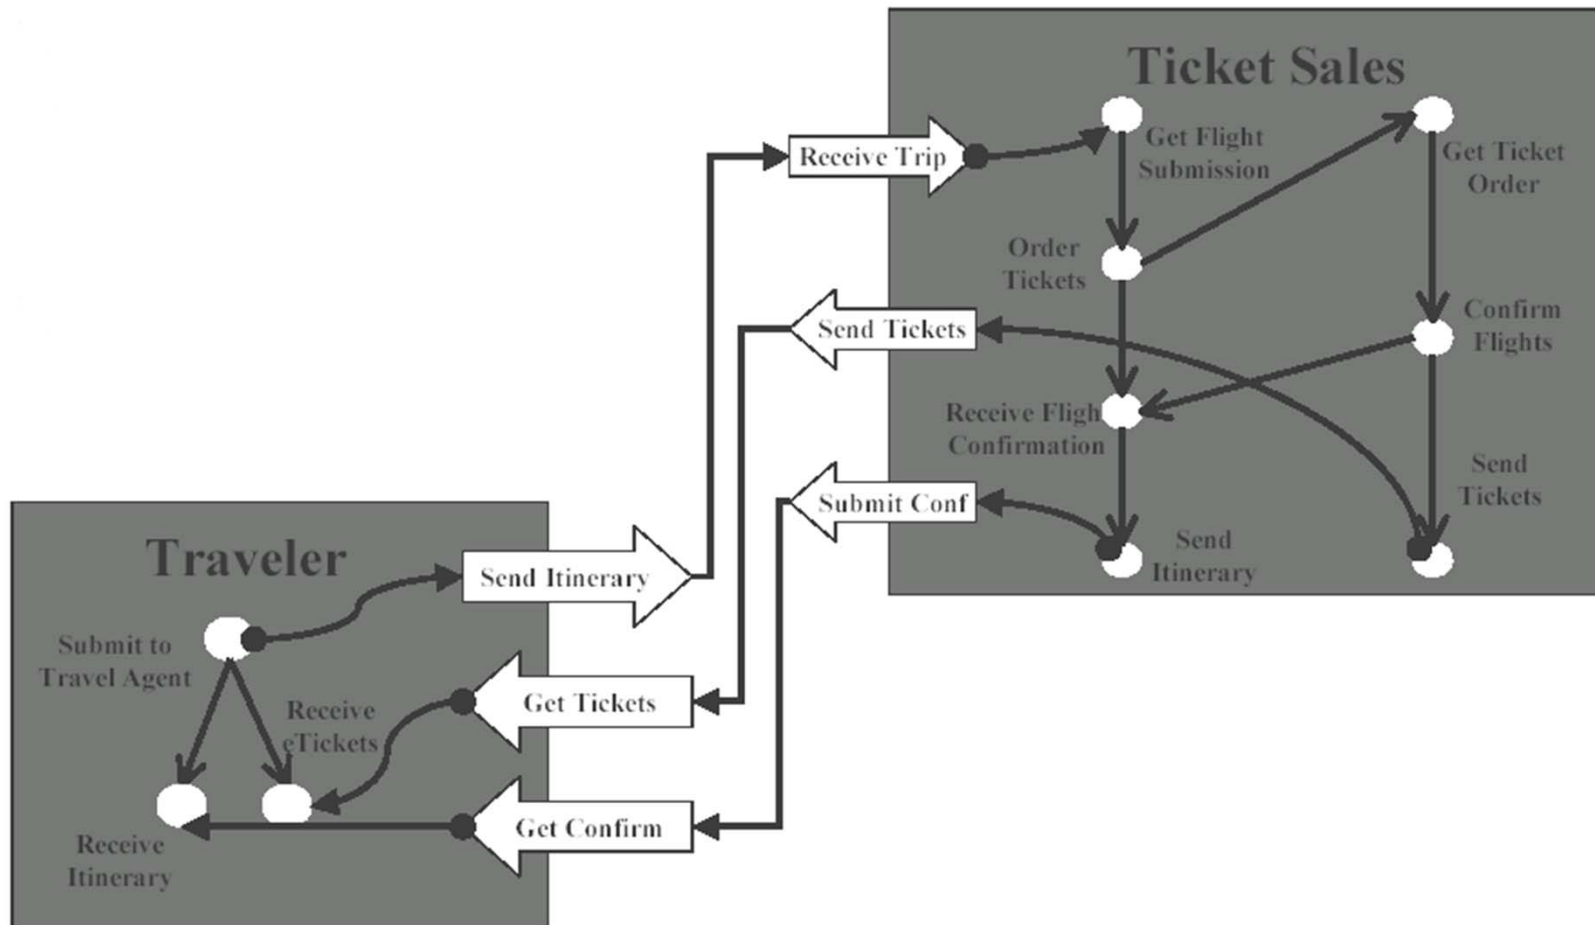 Ticket Sales
Receive Trip
Get Flight
Submission
Get Ticket
Order
Order
Tickets
Send Tickets
Confirm
Flights
Receive Fligh
Confirmation
Send
Tickets
Submit Conf
Send
Itinerary
Traveler
Send Itinerary
Submit to
Travel Agent
Get Tickets
Receive
eTickets
Get Confirm
Receive
Itinerary